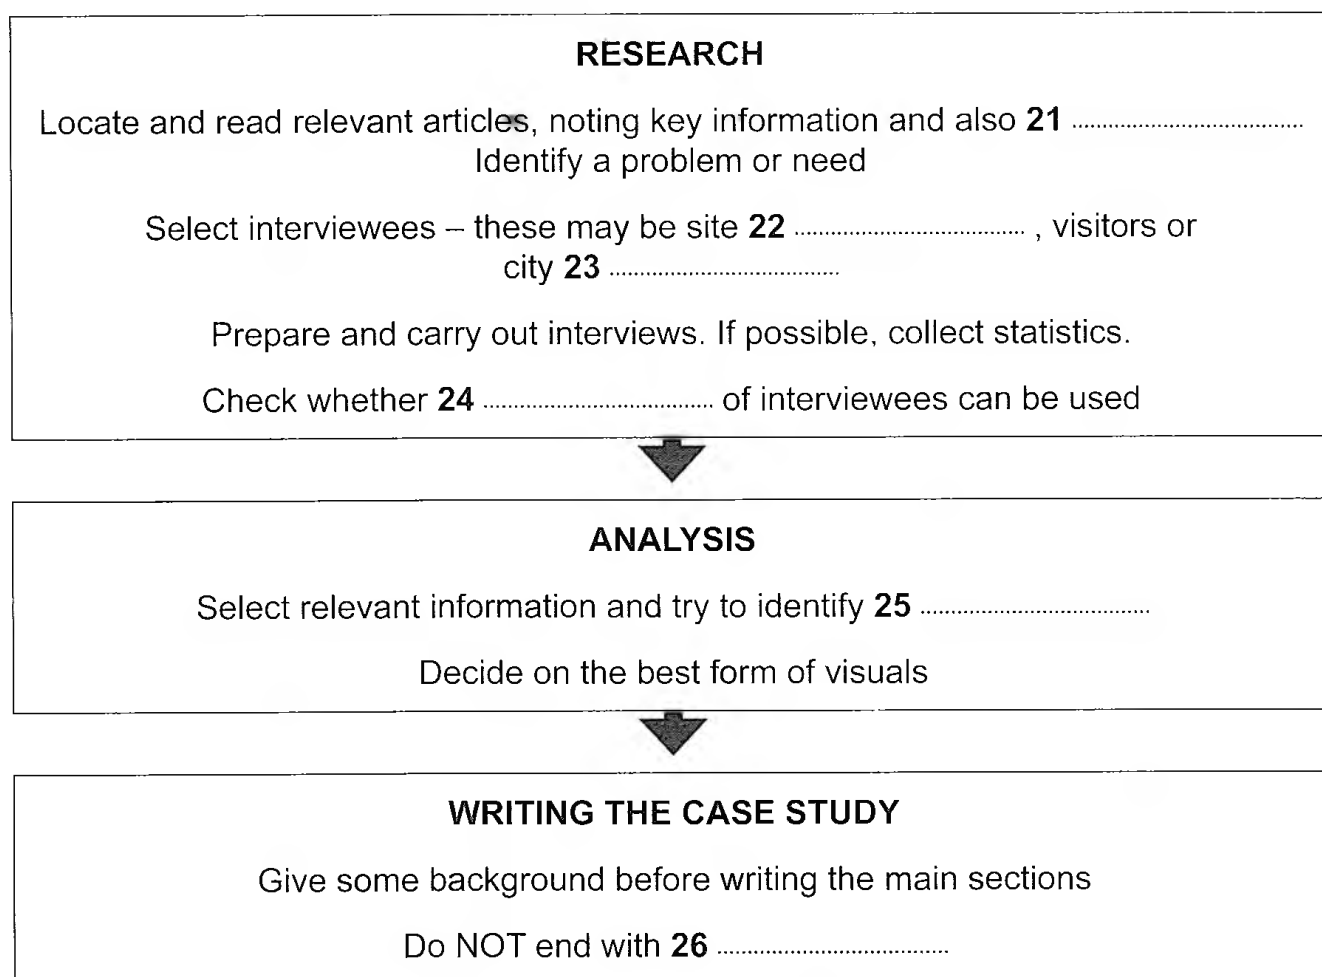 RESEARCH
Locate and read relevant articles, noting key information and also 21 ....................................
Identify a problem or need
Select interviewees – these may be site 22 .................................... , visitors or
city 23 ....................................
Prepare and carry out interviews. If possible, collect statistics.
Check whether 24 .................................... of interviewees can be used
ANALYSIS
Select relevant information and try to identify 25 ....................................
Decide on the best form of visuals
WRITING THE CASE STUDY
Give some background before writing the main sections
Do NOT end with 26 ....................................